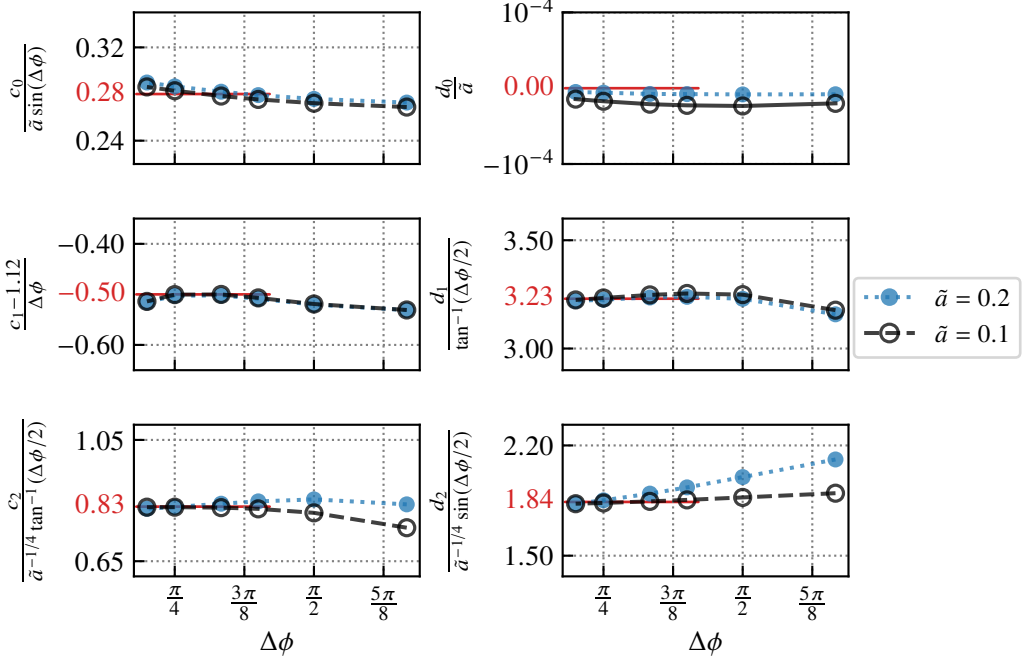 c₀ / ã sin(Δϕ)
0.32
0.28
0.24
d₀ / ã
10⁻⁴
0.00
−10⁻⁴
c₁−1.12 / Δϕ
−0.40
−0.50
−0.60
d₁ / tan⁻¹(Δϕ/2)
3.50
3.23
3.00
ã = 0.2
ã = 0.1
c₂ / ã⁻¹/⁴ tan⁻¹(Δϕ/2)
1.05
0.83
0.65
π/4
3π/8
π/2
5π/8
Δϕ
d₂ / ã⁻¹/⁴ sin(Δϕ/2)
2.20
1.84
1.50
π/4
3π/8
π/2
5π/8
Δϕ